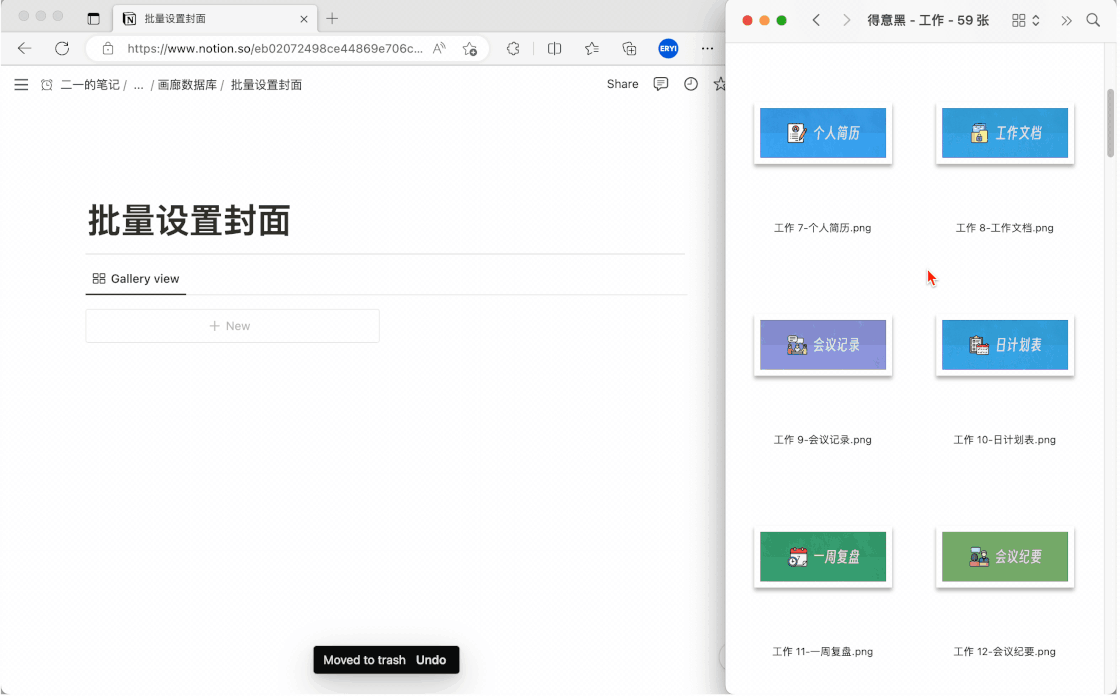 批量设置封面
https://www.notion.so/eb02072498ce44869e706c...
ERYI
二一的笔记 / ... / 画廊数据库 / 批量设置封面
Share
批量设置封面
Gallery view
New
Moved to trash Undo
得意黑 - 工作 - 59 张
个人简历
工作文档
工作 7-个人简历.png
工作 8-工作文档.png
会议记录
日计划表
工作 9-会议记录.png
工作 10-日计划表.png
一周复盘
会议纪要
工作 11-一周复盘.png
工作 12-会议纪要.png